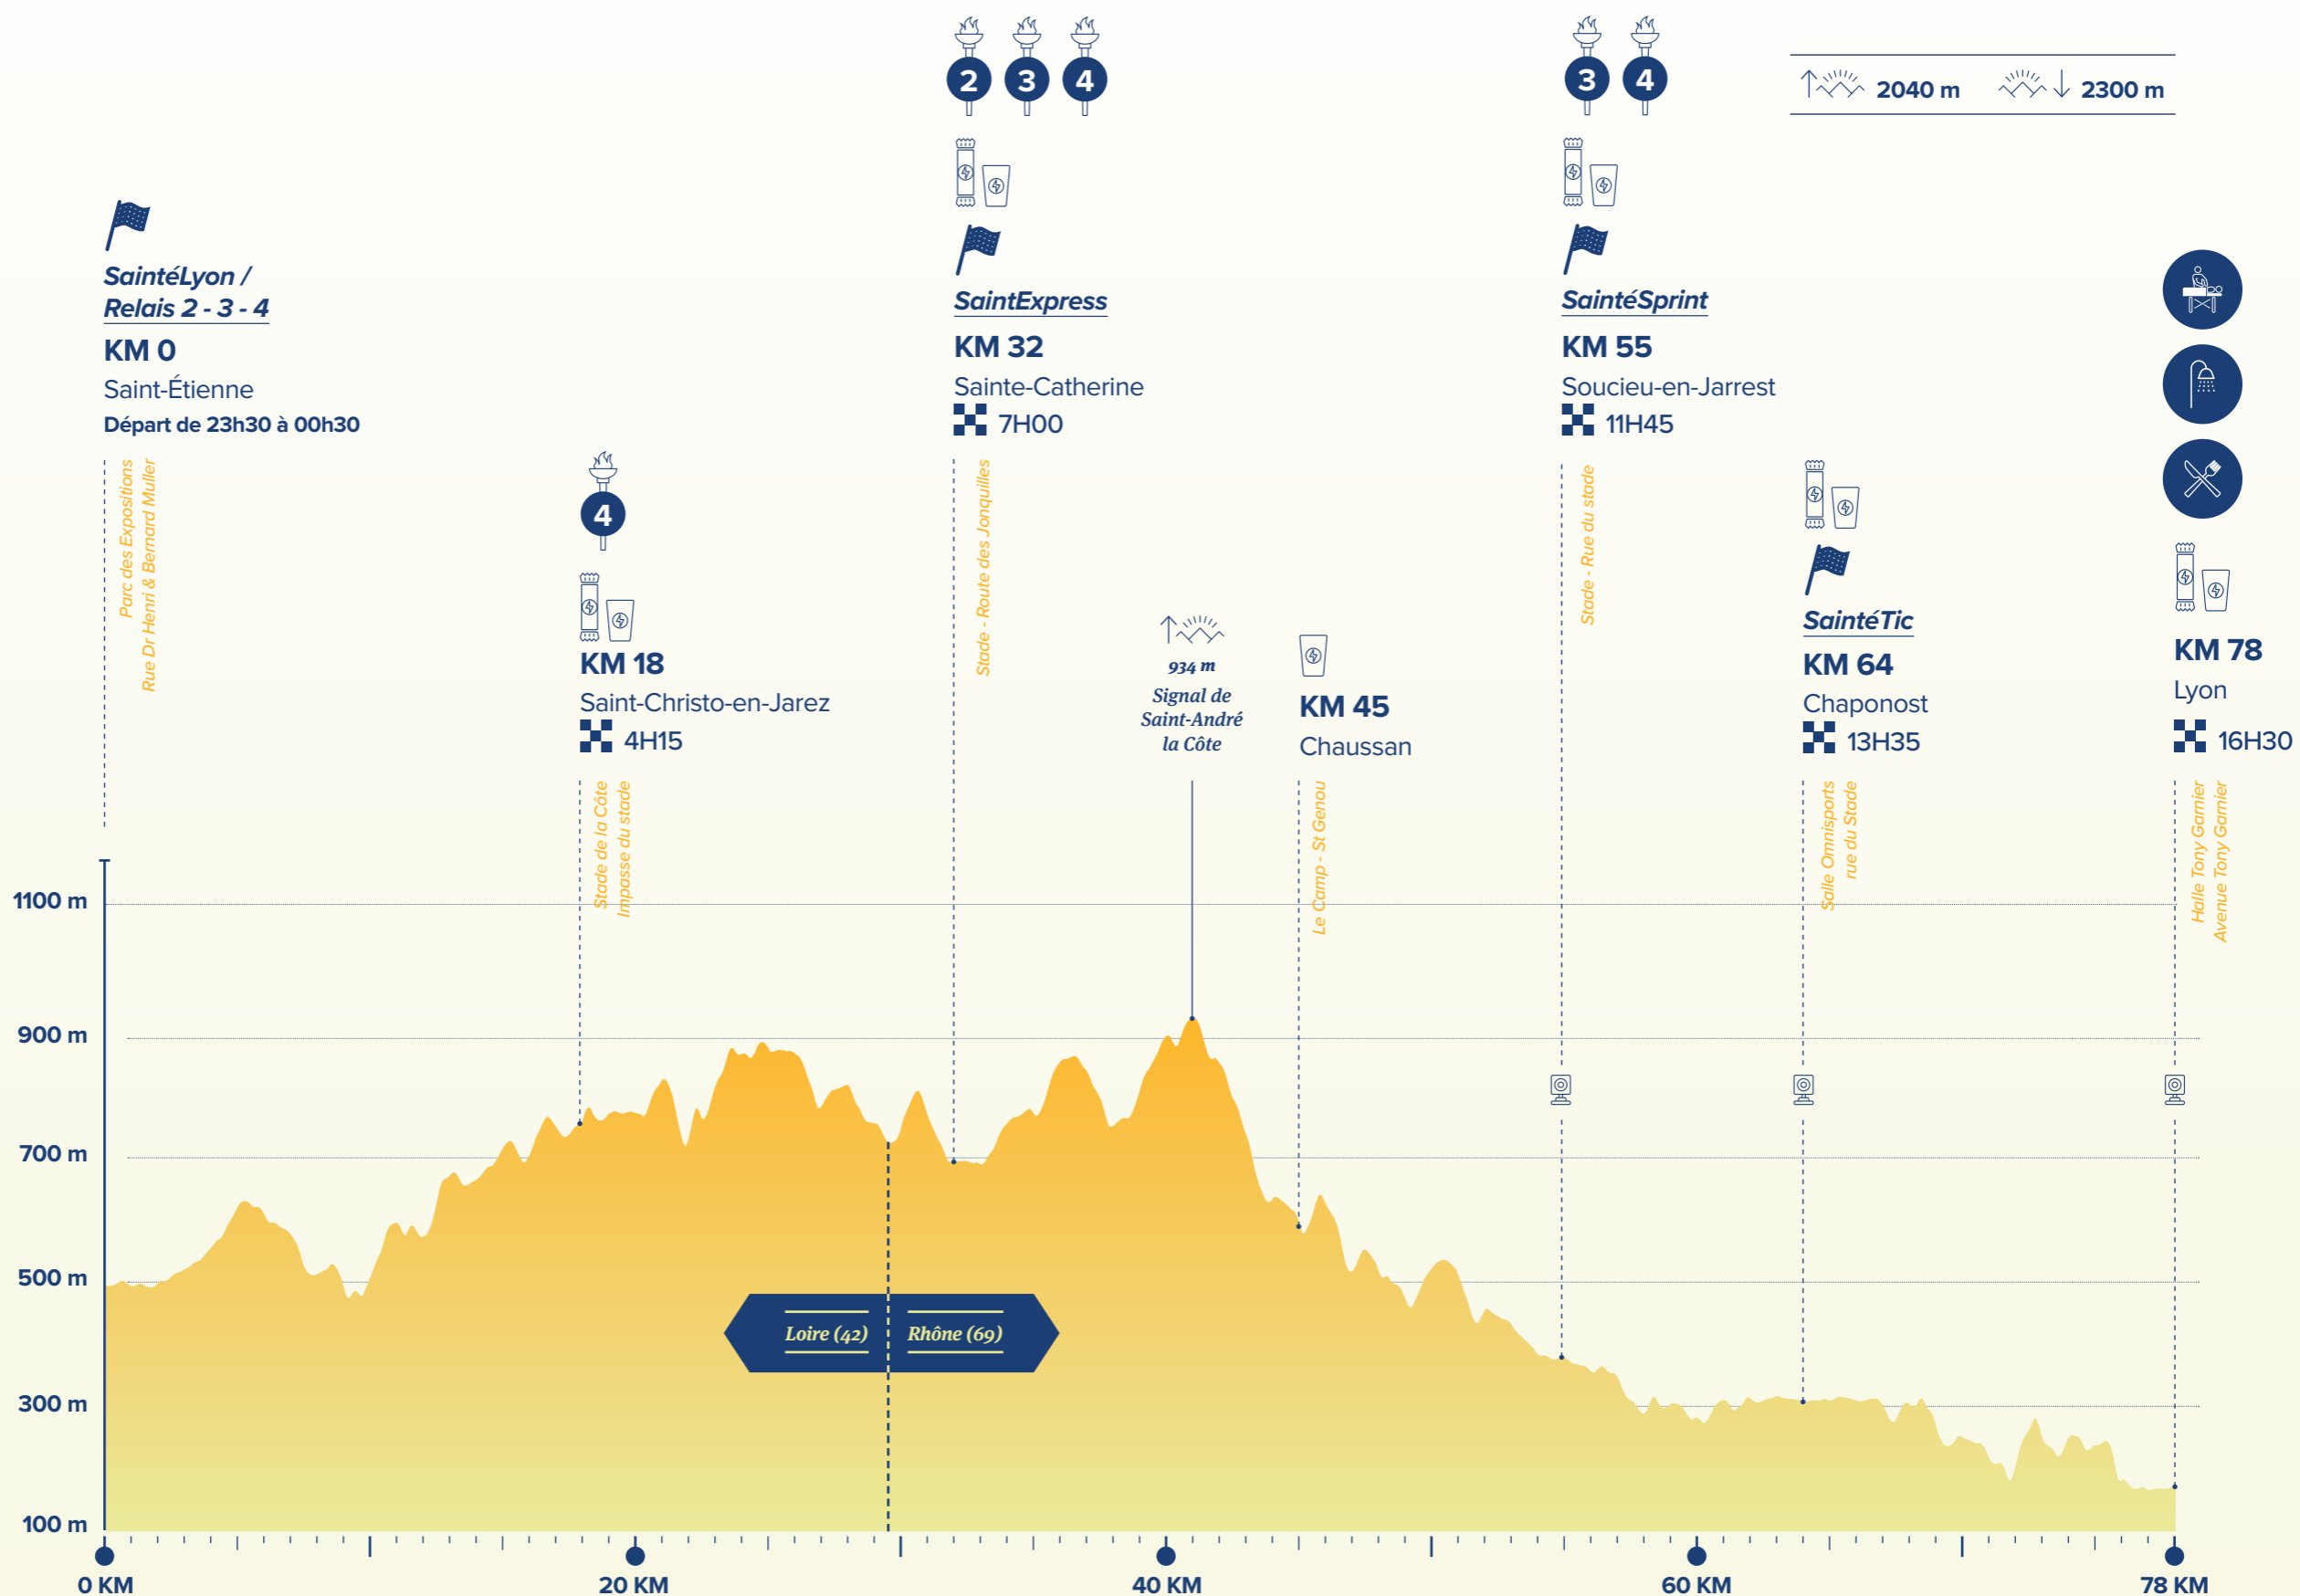 2
3
4
3
4
2040 m
2300 m
SaintéLyon /
Relais 2 - 3 - 4
KM 0
Saint-Étienne
Départ de 23h30 à 00h30
Parc des Expositions
Rue Dr Henri & Bernard Muller
4
KM 18
Saint-Christo-en-Jarez
4H15
Stade de la Côte
Impasse du stade
SaintExpress
KM 32
Sainte-Catherine
7H00
Stade - Route des Jonquilles
934 m
Signal de
Saint-André
la Côte
KM 45
Chaussan
Le Camp - St Genou
SaintéSprint
KM 55
Soucieu-en-Jarrest
11H45
Stade - Rue du stade
SaintéTic
KM 64
Chaponost
13H35
Salle Omnisports
rue du Stade
KM 78
Lyon
16H30
Halle Tony Garnier
Avenue Tony Garnier
1100 m
900 m
700 m
500 m
300 m
100 m
Loire (42)
Rhône (69)
0 KM
20 KM
40 KM
60 KM
78 KM